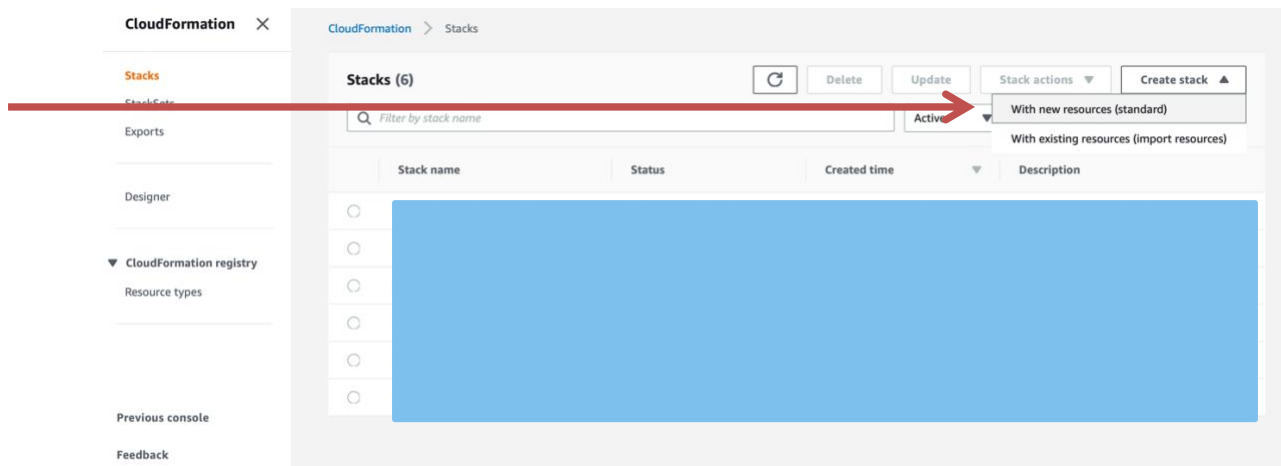 CloudFormation
CloudFormation > Stacks
Stacks
StackSets
Exports
Designer
CloudFormation registry
Resource types
Previous console
Feedback
Stacks (6)
Delete
Update
Stack actions
Create stack
With new resources (standard)
With existing resources (import resources)
Filter by stack name
Active
Stack name
Status
Created time
Description